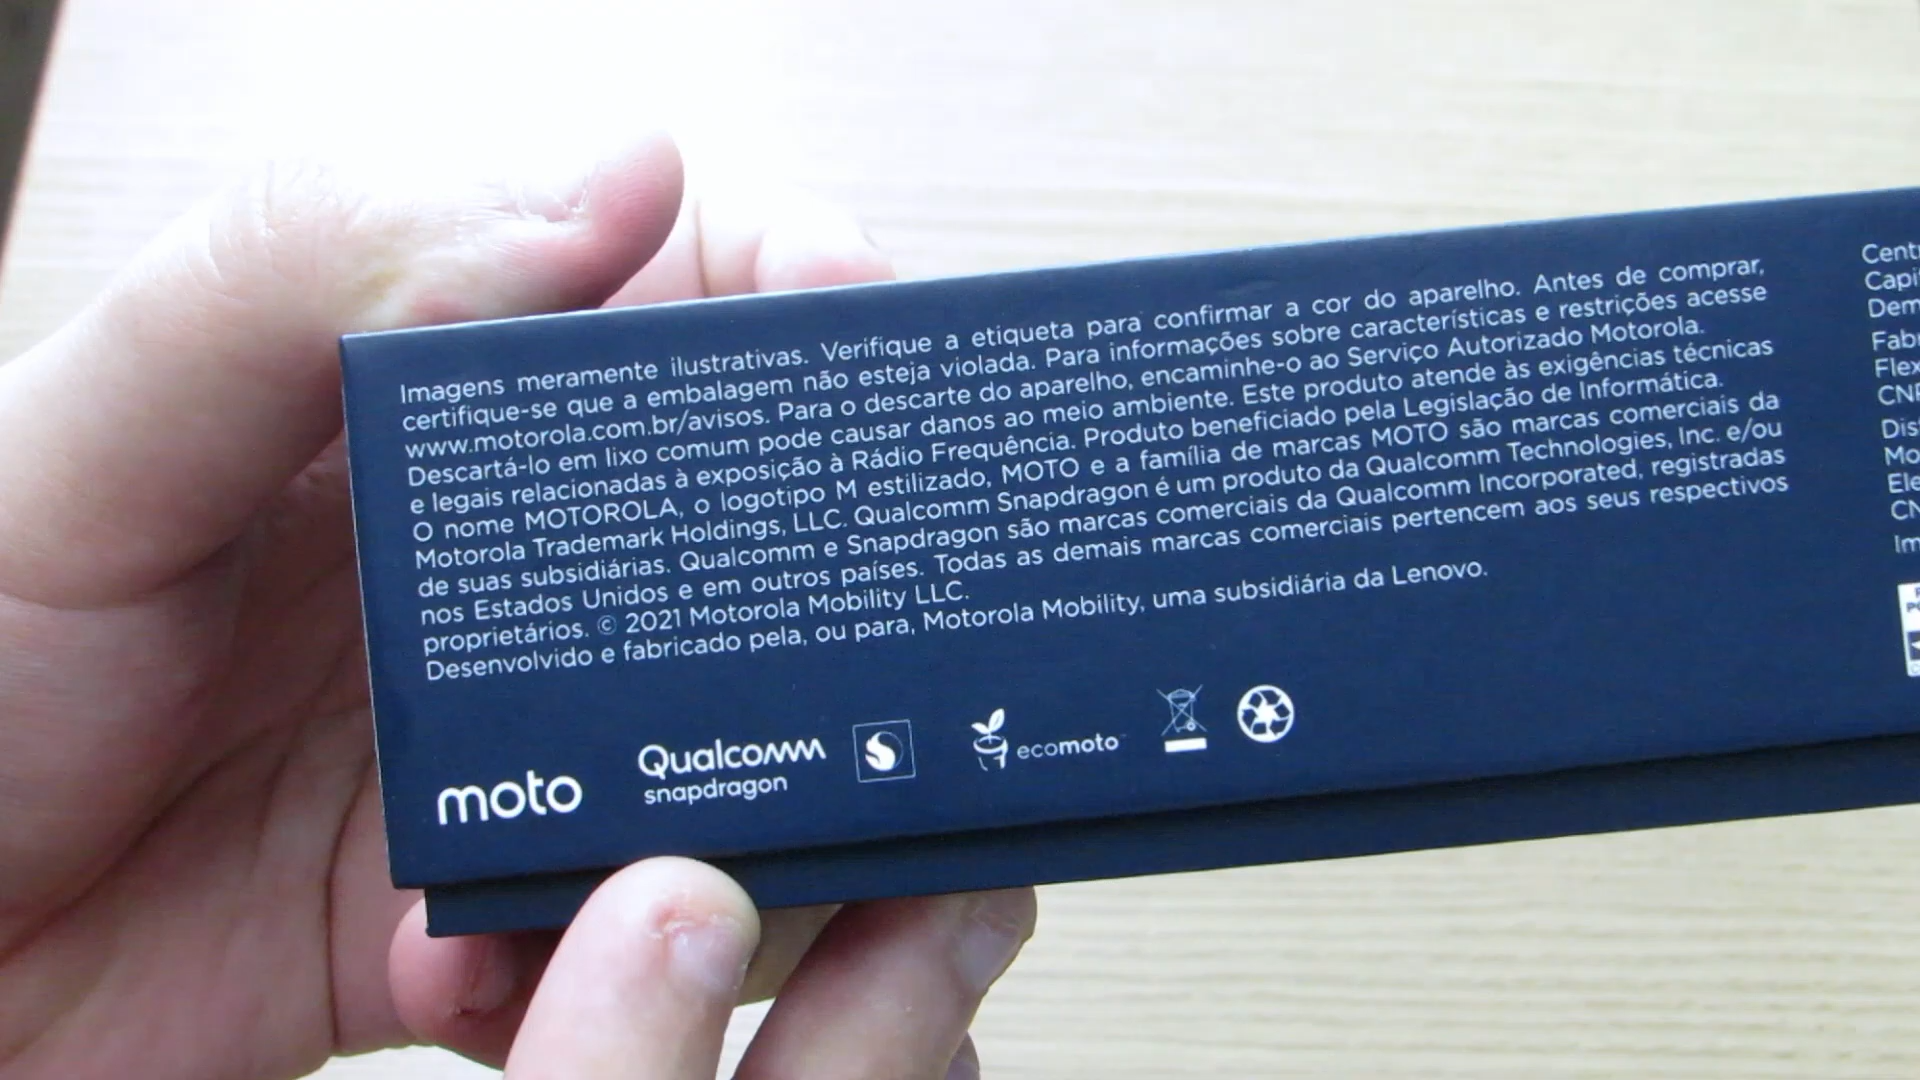 Imagens meramente ilustrativas. Verifique a etiqueta para confirmar a cor do aparelho. Antes de comprar,
certifique-se que a embalagem não esteja violada. Para informações sobre características e restrições acesse
www.motorola.com.br/avisos. Para o descarte do aparelho, encaminhe-o ao Serviço Autorizado Motorola.
Descartá-lo em lixo comum pode causar danos ao meio ambiente. Este produto atende às exigências técnicas
e legais relacionadas à exposição à Rádio Frequência. Produto beneficiado pela Legislação de Informática.
O nome MOTOROLA, o logotipo M estilizado, MOTO e a família de marcas MOTO são marcas comerciais da
Motorola Trademark Holdings, LLC. Qualcomm Snapdragon é um produto da Qualcomm Technologies, Inc. e/ou
de suas subsidiárias. Qualcomm e Snapdragon são marcas comerciais da Qualcomm Incorporated, registradas
nos Estados Unidos e em outros países. Todas as demais marcas comerciais pertencem aos seus respectivos
proprietários. © 2021 Motorola Mobility LLC.
Desenvolvido e fabricado pela, ou para, Motorola Mobility, uma subsidiária da Lenovo.
moto
Qualcomm
snapdragon
ecomoto